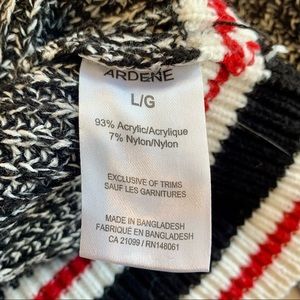 ARDENE
L/G
93% Acrylic/Acrylique
7% Nylon/Nylon
EXCLUSIVE OF TRIMS
SAUF LES GARNITURES
MADE IN BANGLADESH
FABRIQUÉ EN BANGLADESH
CA 21099 / RN148061